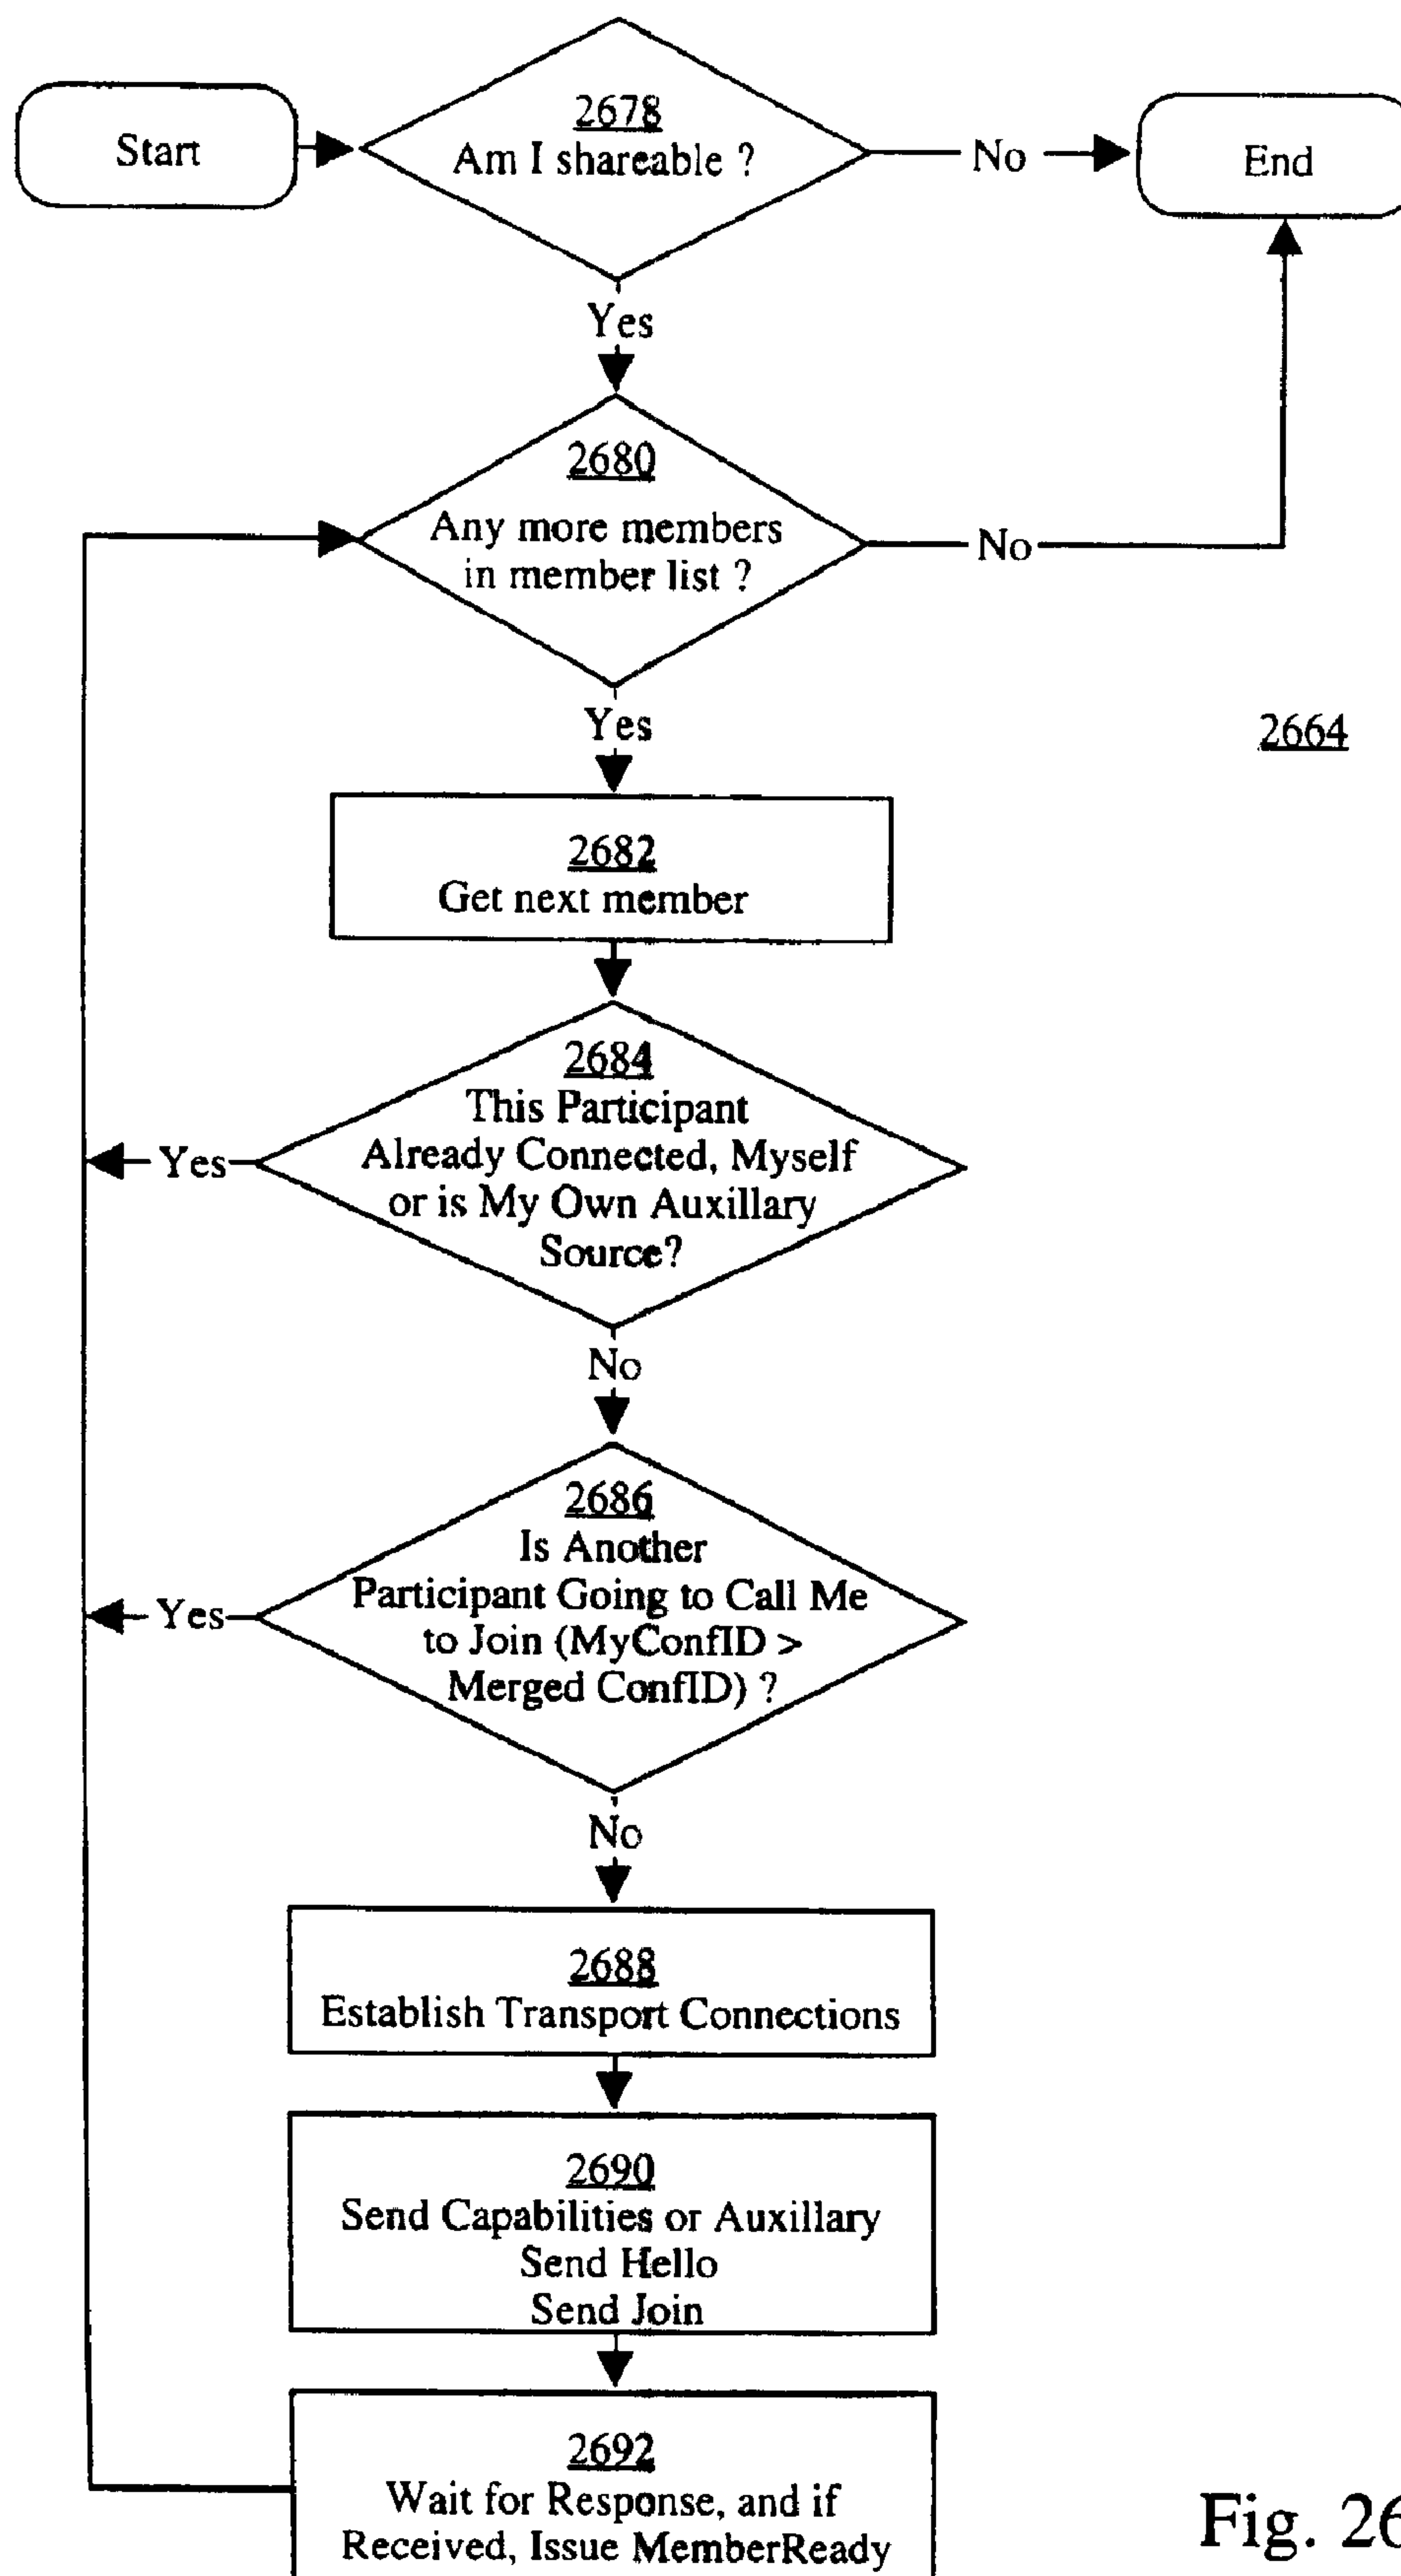 Start
2678
Am I shareable ?
No
End
Yes
2680
Any more members
in member list ?
No
Yes
2664
2682
Get next member
2684
This Participant
Already Connected, Myself
or is My Own Auxillary
Source?
Yes
No
2686
Is Another
Participant Going to Call Me
to Join (MyConfID >
Merged ConfID) ?
Yes
No
2688
Establish Transport Connections
2690
Send Capabilities or Auxillary
Send Hello
Send Join
2692
Wait for Response, and if
Received, Issue MemberReady
Fig. 26